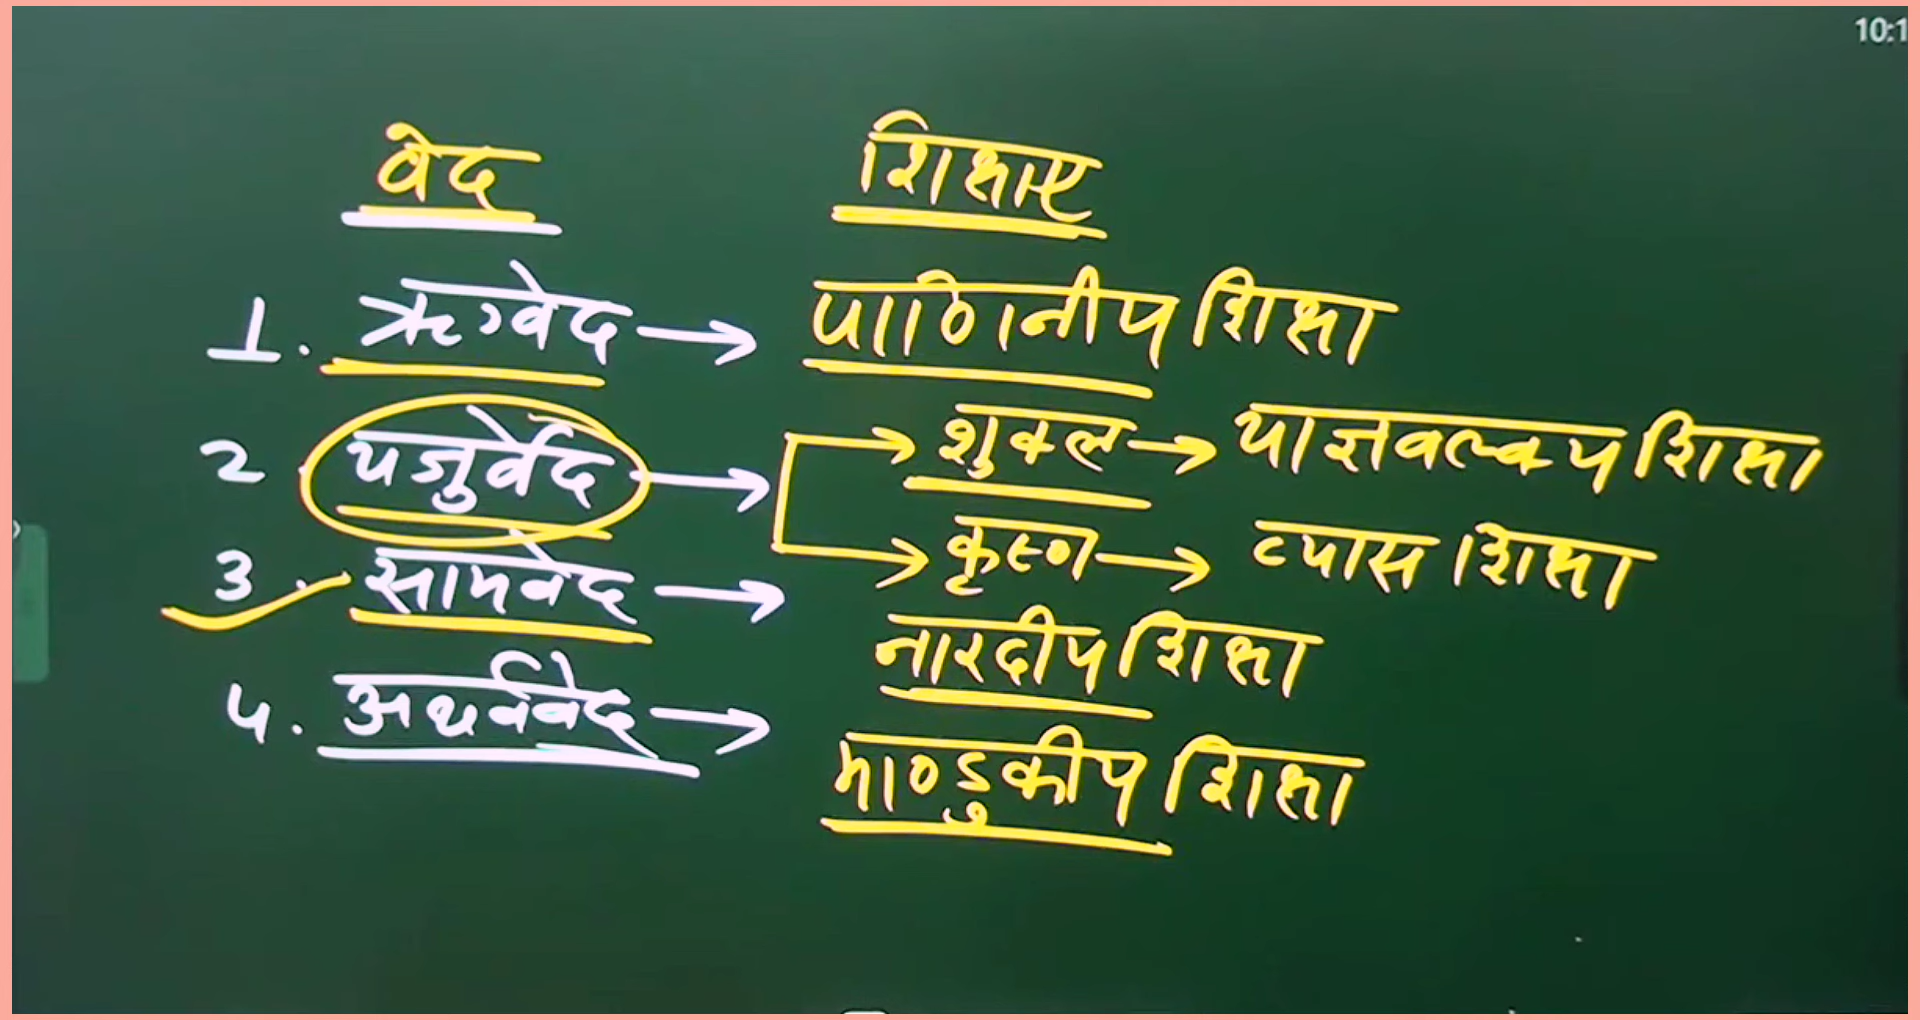 10:1
वेद शिक्षाए
1. ऋग्वेद → पाणिनीय शिक्षा
2. यजुर्वेद → शुक्ल → याज्ञवल्क्य शिक्षा
कृष्ण → व्यास शिक्षा
3. सामवेद → नारदीय शिक्षा
4. अथर्ववेद → माण्डुकीय शिक्षा